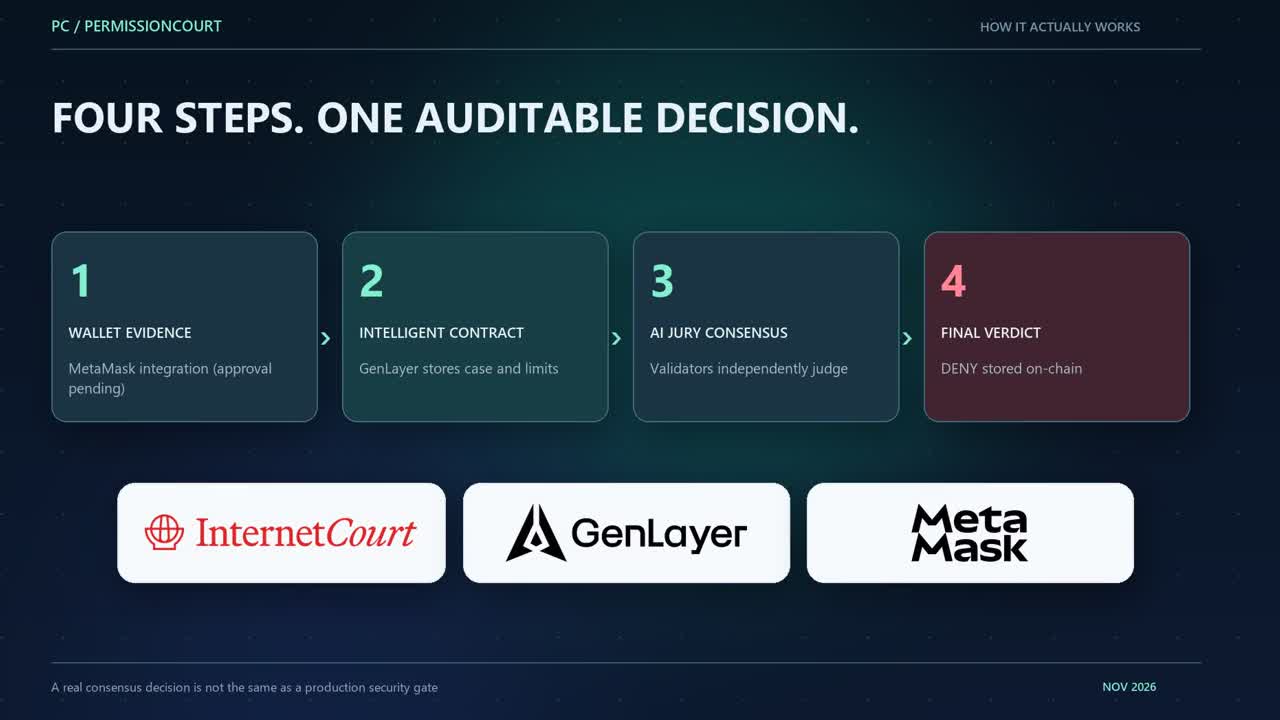 PC / PERMISSIONCOURT
HOW IT ACTUALLY WORKS
FOUR STEPS. ONE AUDITABLE DECISION.
1
WALLET EVIDENCE
MetaMask integration (approval
pending)
›
2
INTELLIGENT CONTRACT
GenLayer stores case and limits
›
3
AI JURY CONSENSUS
Validators independently judge
›
4
FINAL VERDICT
DENY stored on-chain
InternetCourt
GenLayer
Meta
Mask
A real consensus decision is not the same as a production security gate
NOV 2026